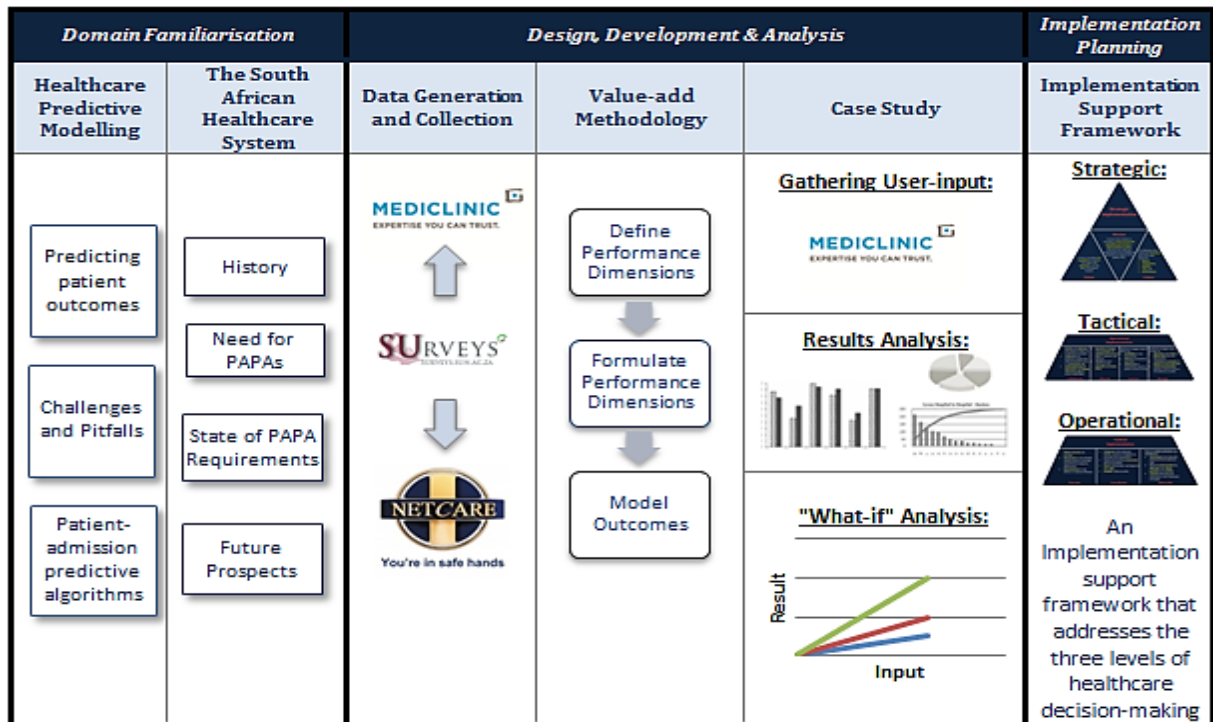 Domain Familiarisation
Design, Development & Analysis
Implementation
Planning
Healthcare
Predictive
Modelling
The South
African
Healthcare
System
Data Generation
and Collection
Value-add
Methodology
Case Study
Implementation
Support
Framework
Predicting
patient
outcomes
Challenges
and Pitfalls
Patient-
admission
predictive
algorithms
History
Need for
PAPAs
State of PAPA
Requirements
Future
Prospects
MEDICLINIC
EXPERTISE YOU CAN TRUST.
SURVEYS
SURVEYS.SUN.AC.ZA
NETCARE
You're in safe hands
Define
Performance
Dimensions
Formulate
Performance
Dimensions
Model
Outcomes
Gathering User-input:
MEDICLINIC
EXPERTISE YOU CAN TRUST.
Results Analysis:
"What-if" Analysis:
Result
Input
Strategic:
Tactical:
Operational:
An
Implementation
support
framework that
addresses the
three levels of
healthcare
decision-making